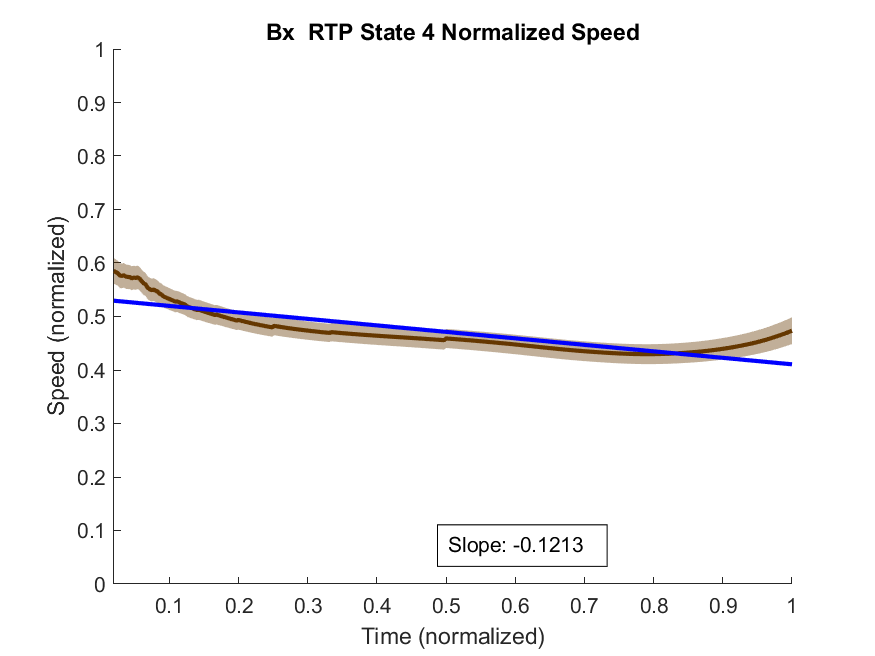 Bx  RTP State 4 Normalized Speed
1
0.9
0.8
0.7
0.6
0.5
0.4
0.3
0.2
0.1
0
Speed (normalized)
Slope: -0.1213
0.1 0.2 0.3 0.4 0.5 0.6 0.7 0.8 0.9 1
Time (normalized)